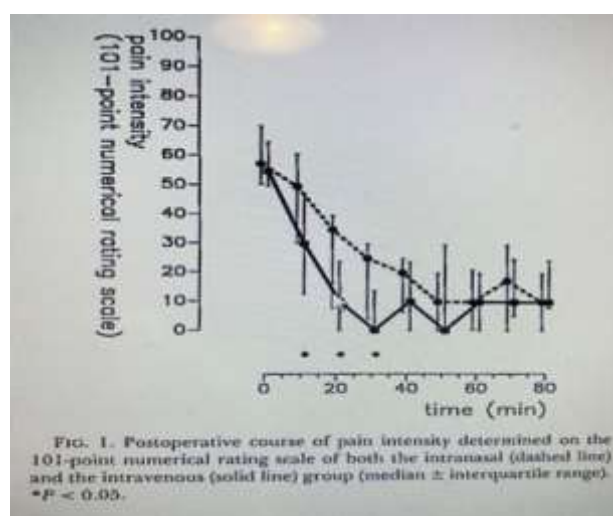 pain intensity
(101-point numerical rating scale)
100
90
80
70
60
50
40
30
20
10
0
0 20 40 60 80
time (min)
FIG. 1. Postoperative course of pain intensity determined on the
101-point numerical rating scale of both the intranasal (dashed line)
and the intravenous (solid line) group (median ± interquartile range).
*P < 0.05.